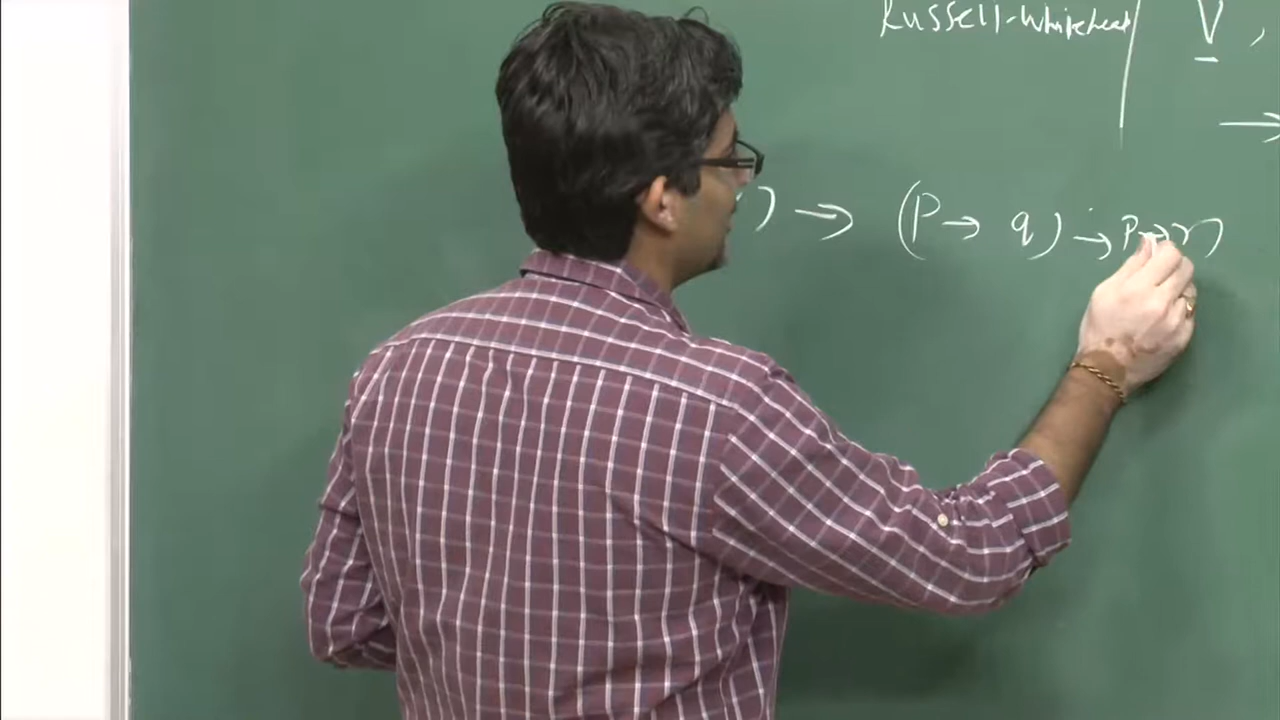 Russell-Whitehead V ,
→
) → (P → q) → P → r)